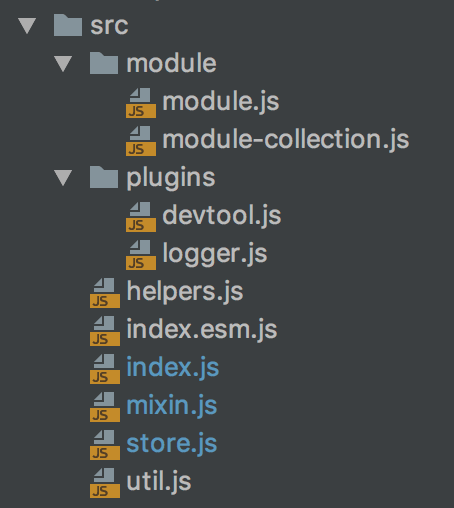 src
module
JS module.js
JS module-collection.js
plugins
JS devtool.js
JS logger.js
JS helpers.js
JS index.esm.js
JS index.js
JS mixin.js
JS store.js
JS util.js